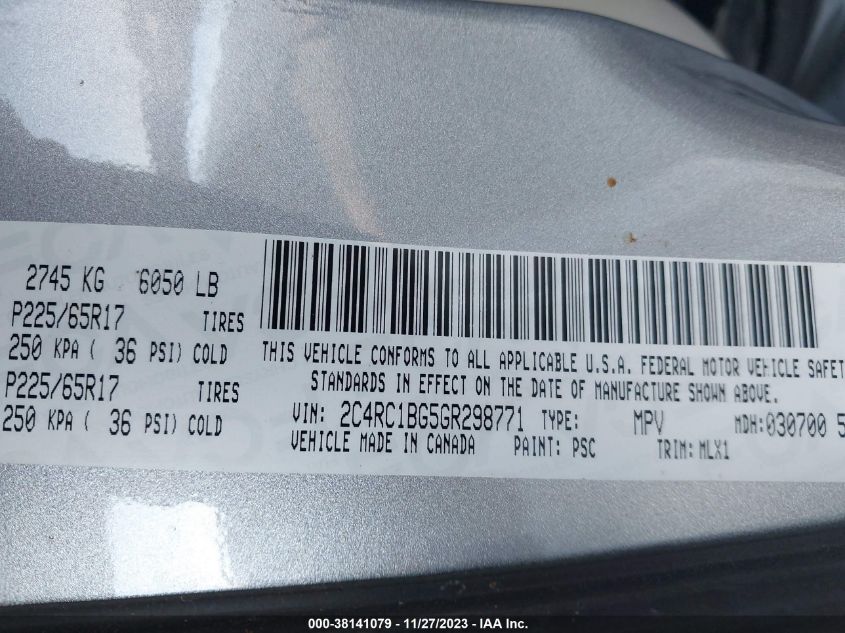 2745 KG 6050 LB
P225/65R17 TIRES
250 KPA ( 36 PSI) COLD
P225/65R17 TIRES
250 KPA ( 36 PSI) COLD
THIS VEHICLE CONFORMS TO ALL APPLICABLE U.S.A. FEDERAL MOTOR VEHICLE SAFET
STANDARDS IN EFFECT ON THE DATE OF MANUFACTURE SHOWN ABOVE.
VIN: 2C4RC1BG5GR298771 TYPE: MPV MDH:030700 5
VEHICLE MADE IN CANADA PAINT: PSC TRIM: MLX1
000-38141079 — 11/27/2023 — IAA Inc.